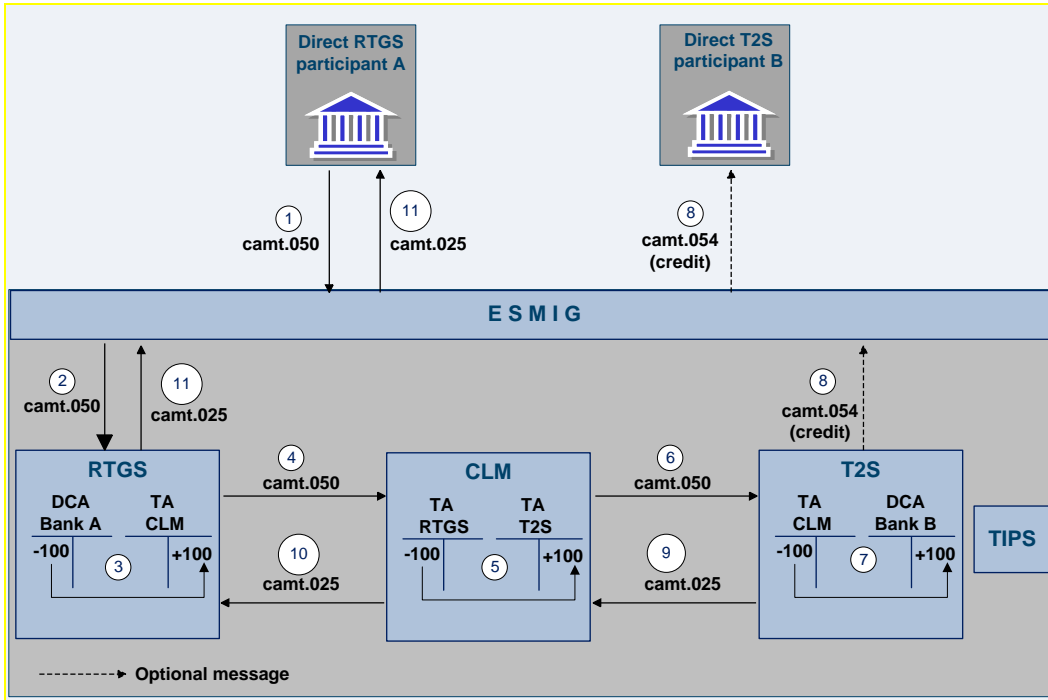 Direct RTGS
participant A
Direct T2S
participant B
1
camt.050
11
camt.025
8
camt.054
(credit)
E S M I G
2
camt.050
11
camt.025
8
camt.054
(credit)
RTGS
DCA
Bank A
TA
CLM
-100
3
+100
4
camt.050
10
camt.025
CLM
TA
RTGS
TA
T2S
-100
5
+100
6
camt.050
9
camt.025
T2S
TA
CLM
DCA
Bank B
-100
7
+100
TIPS
Optional message